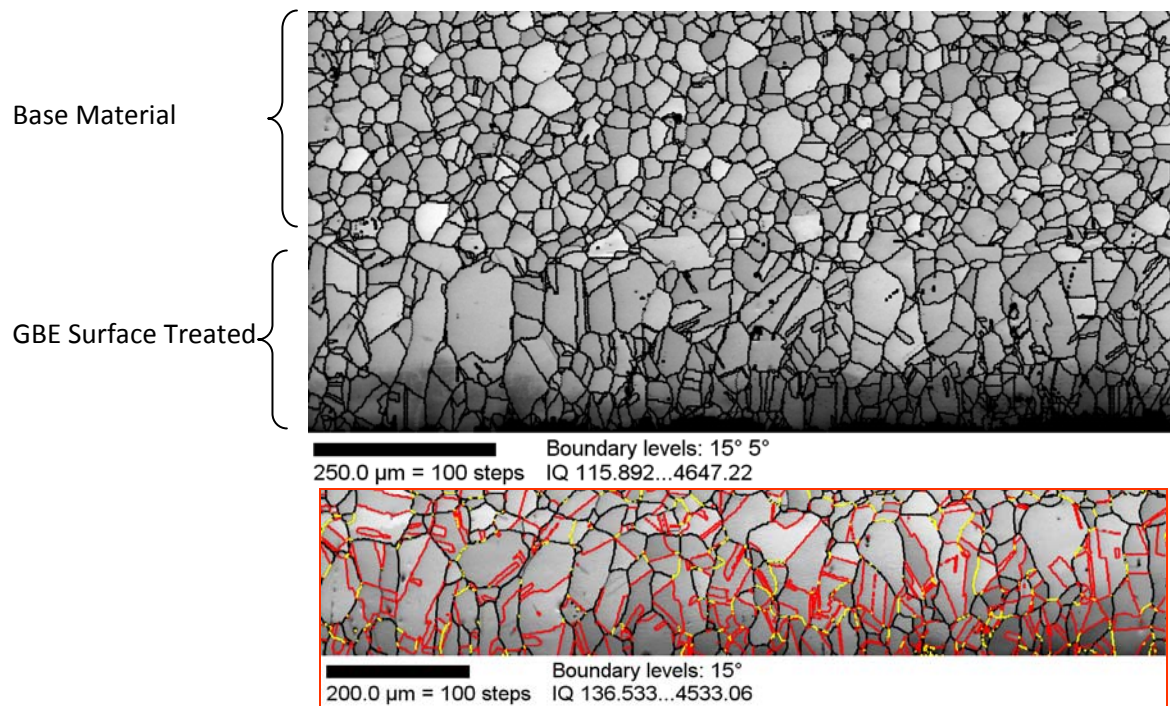 Base Material
GBE Surface Treated
Boundary levels: 15° 5°
250.0 µm = 100 steps IQ 115.892...4647.22
Boundary levels: 15°
200.0 µm = 100 steps IQ 136.533...4533.06